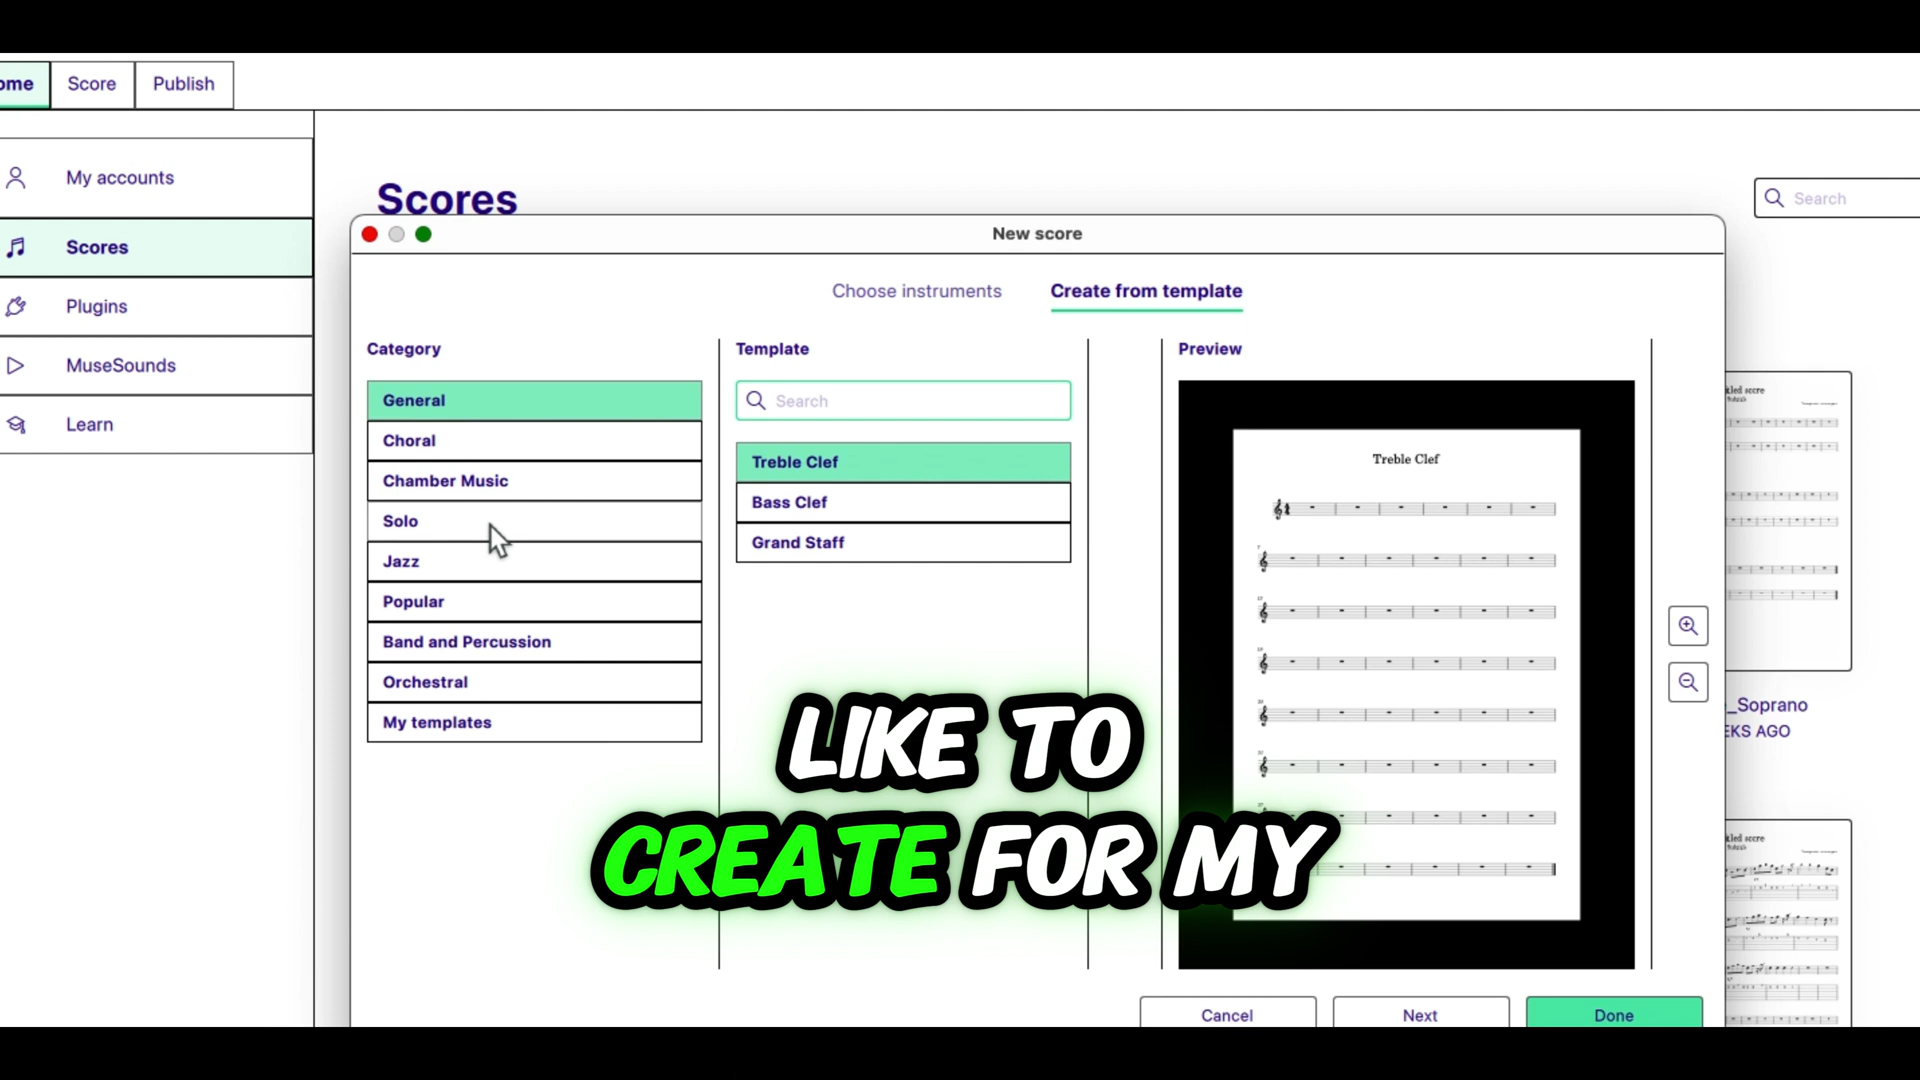 ome
Score
Publish
My accounts
Scores
Plugins
MuseSounds
Learn
Scores
Search
New score
Choose instruments
Create from template
Category
General
Choral
Chamber Music
Solo
Jazz
Popular
Band and Percussion
Orchestral
My templates
Template
Search
Treble Clef
Bass Clef
Grand Staff
Preview
Treble Clef
LIKE TO
CREATE FOR MY
Cancel
Next
Done
_Soprano
EKS AGO